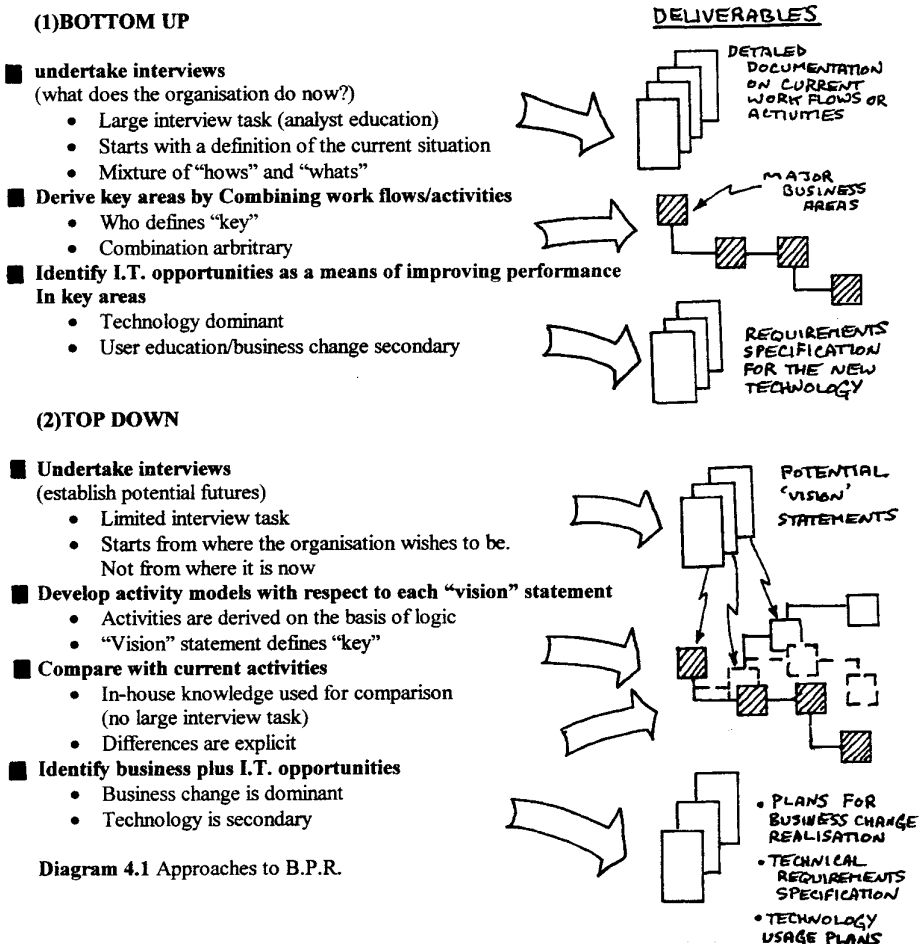 (1)BOTTOM UP
DELIVERABLES
undertake interviews
(what does the organisation do now?)
• Large interview task (analyst education)
• Starts with a definition of the current situation
• Mixture of “hows” and “whats”
DETALED
DOCUMENTATION
ON CURRENT
WORK FLOWS OR
ACTIVITIES
Derive key areas by Combining work flows/activities
• Who defines “key”
• Combination arbritrary
MAJOR
BUSINESS
AREAS
Identify I.T. opportunities as a means of improving performance
In key areas
• Technology dominant
• User education/business change secondary
REQUIREMENTS
SPECIFICATION
FOR THE NEW
TECHNOLOGY
(2)TOP DOWN
Undertake interviews
(establish potential futures)
• Limited interview task
• Starts from where the organisation wishes to be.
Not from where it is now
POTENTIAL
‘VISION’
STATEMENTS
Develop activity models with respect to each “vision” statement
• Activities are derived on the basis of logic
• “Vision” statement defines “key”
Compare with current activities
• In-house knowledge used for comparison
(no large interview task)
• Differences are explicit
Identify business plus I.T. opportunities
• Business change is dominant
• Technology is secondary
• PLANS FOR
BUSINESS CHANGE
REALISATION
• TECHNICAL
REQUIREMENTS
SPECIFICATION
• TECHNOLOGY
USAGE PLANS
Diagram 4.1 Approaches to B.P.R.